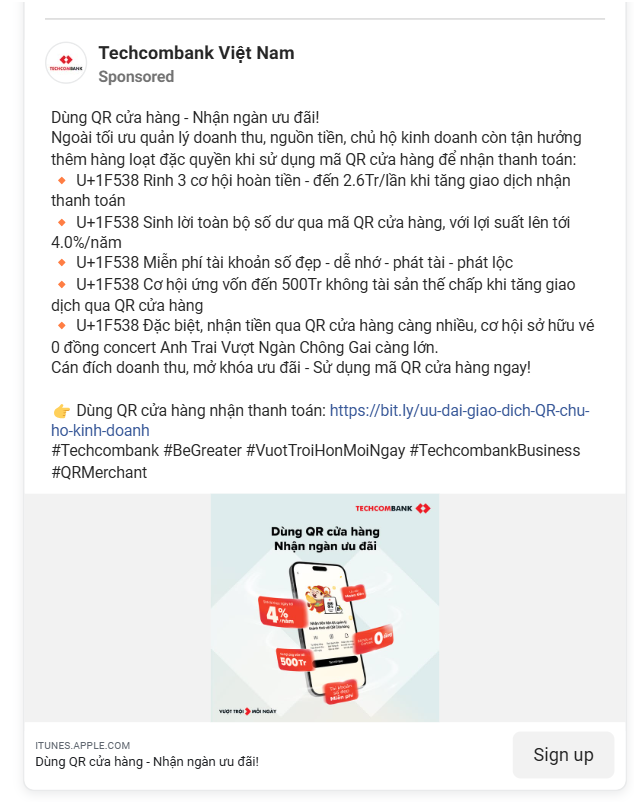 TECHCOMBANK
Techcombank Việt Nam
Sponsored
Dùng QR cửa hàng - Nhận ngàn ưu đãi!
Ngoài tối ưu quản lý doanh thu, nguồn tiền, chủ hộ kinh doanh còn tận hưởng
thêm hàng loạt đặc quyền khi sử dụng mã QR cửa hàng để nhận thanh toán:
🔸 U+1F538 Rinh 3 cơ hội hoàn tiền - đến 2.6Tr/lần khi tăng giao dịch nhận
thanh toán
🔸 U+1F538 Sinh lời toàn bộ số dư qua mã QR cửa hàng, với lợi suất lên tới
4.0%/năm
🔸 U+1F538 Miễn phí tài khoản số đẹp - dễ nhớ - phát tài - phát lộc
🔸 U+1F538 Cơ hội ứng vốn đến 500Tr không tài sản thế chấp khi tăng giao
dịch qua QR cửa hàng
🔸 U+1F538 Đặc biệt, nhận tiền qua QR cửa hàng càng nhiều, cơ hội sở hữu vé
0 đồng concert Anh Trai Vượt Ngàn Chông Gai càng lớn.
Cán đích doanh thu, mở khóa ưu đãi - Sử dụng mã QR cửa hàng ngay!
👉 Dùng QR cửa hàng nhận thanh toán: https://bit.ly/uu-dai-giao-dich-QR-chu-
ho-kinh-doanh
#Techcombank #BeGreater #VuotTroiHonMoiNgay #TechcombankBusiness
#QRMerchant
TECHCOMBANK
Dùng QR cửa hàng
Nhận ngàn ưu đãi
4%
/năm
0
500Tr
VƯỢT TRỘI MỖI NGÀY
ITUNES.APPLE.COM
Dùng QR cửa hàng - Nhận ngàn ưu đãi!
Sign up